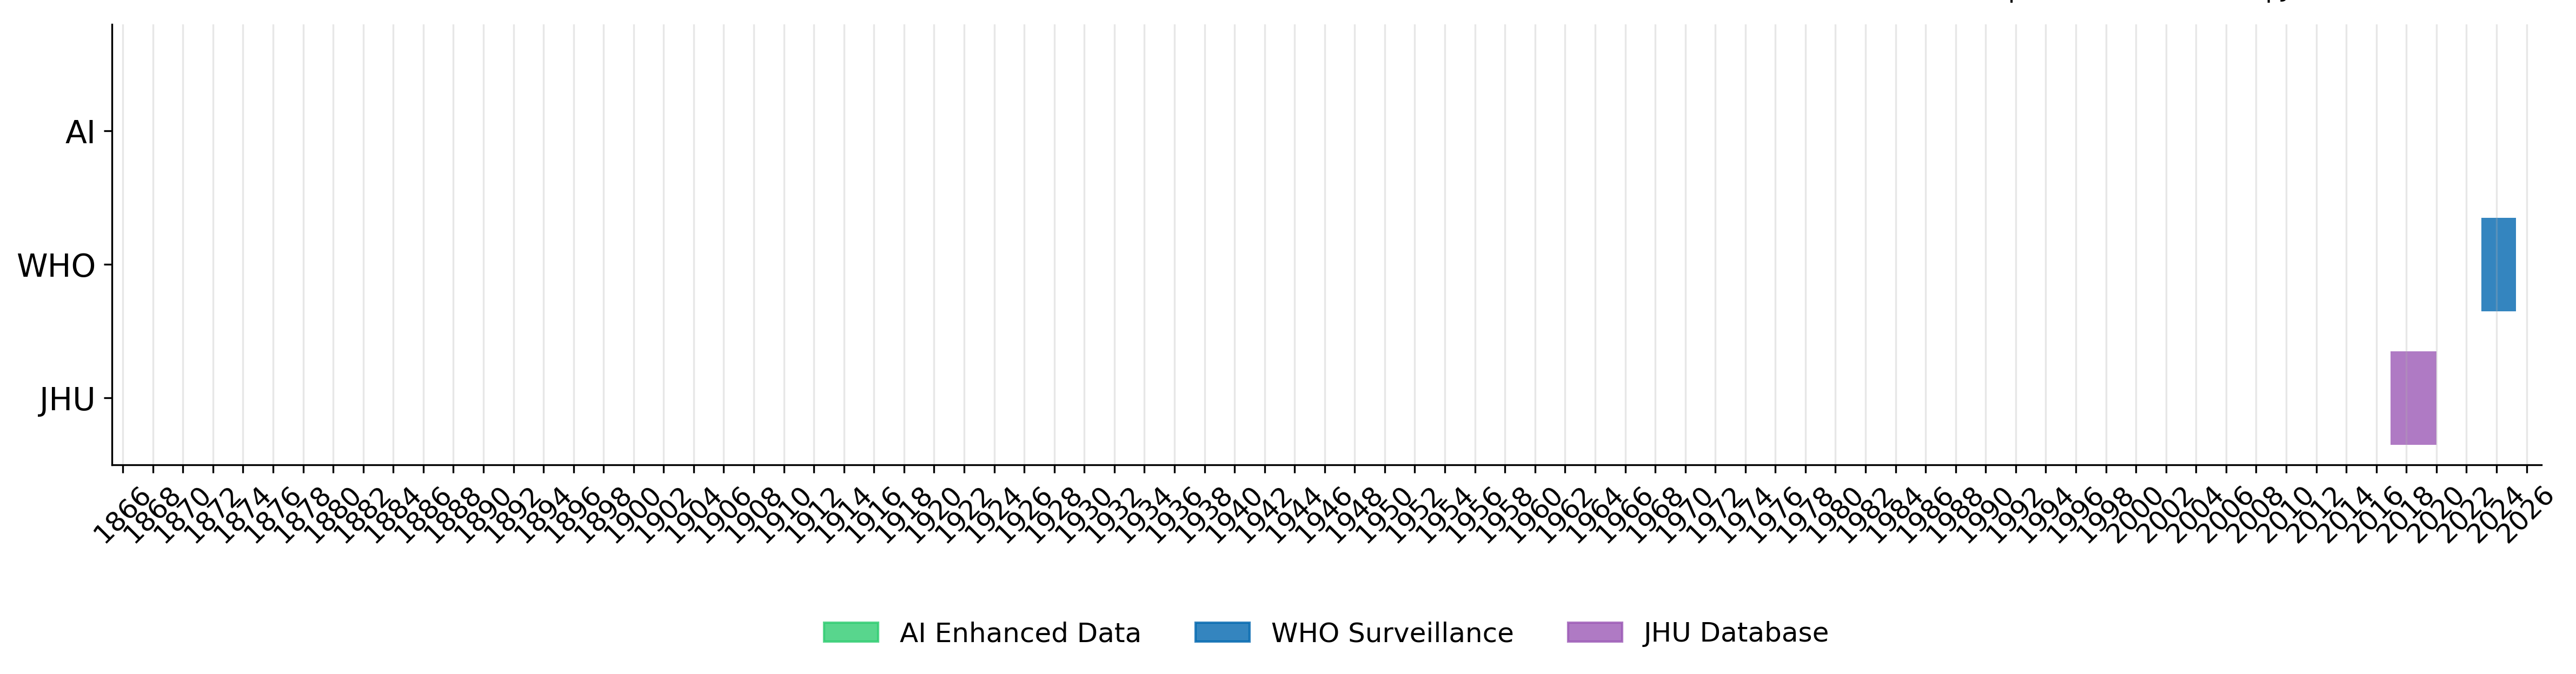 AI
WHO
JHU
1866 1868 1870 1872 1874 1876 1878 1880 1882 1884 1886 1888 1890 1892 1894 1896 1898 1900 1902 1904 1906 1908 1910 1912 1914 1916 1918 1920 1922 1924 1926 1928 1930 1932 1934 1936 1938 1940 1942 1944 1946 1948 1950 1952 1954 1956 1958 1960 1962 1964 1966 1968 1970 1972 1974 1976 1978 1980 1982 1984 1986 1988 1990 1992 1994 1996 1998 2000 2002 2004 2006 2008 2010 2012 2014 2016 2018 2020 2022 2024 2026
AI Enhanced Data WHO Surveillance JHU Database